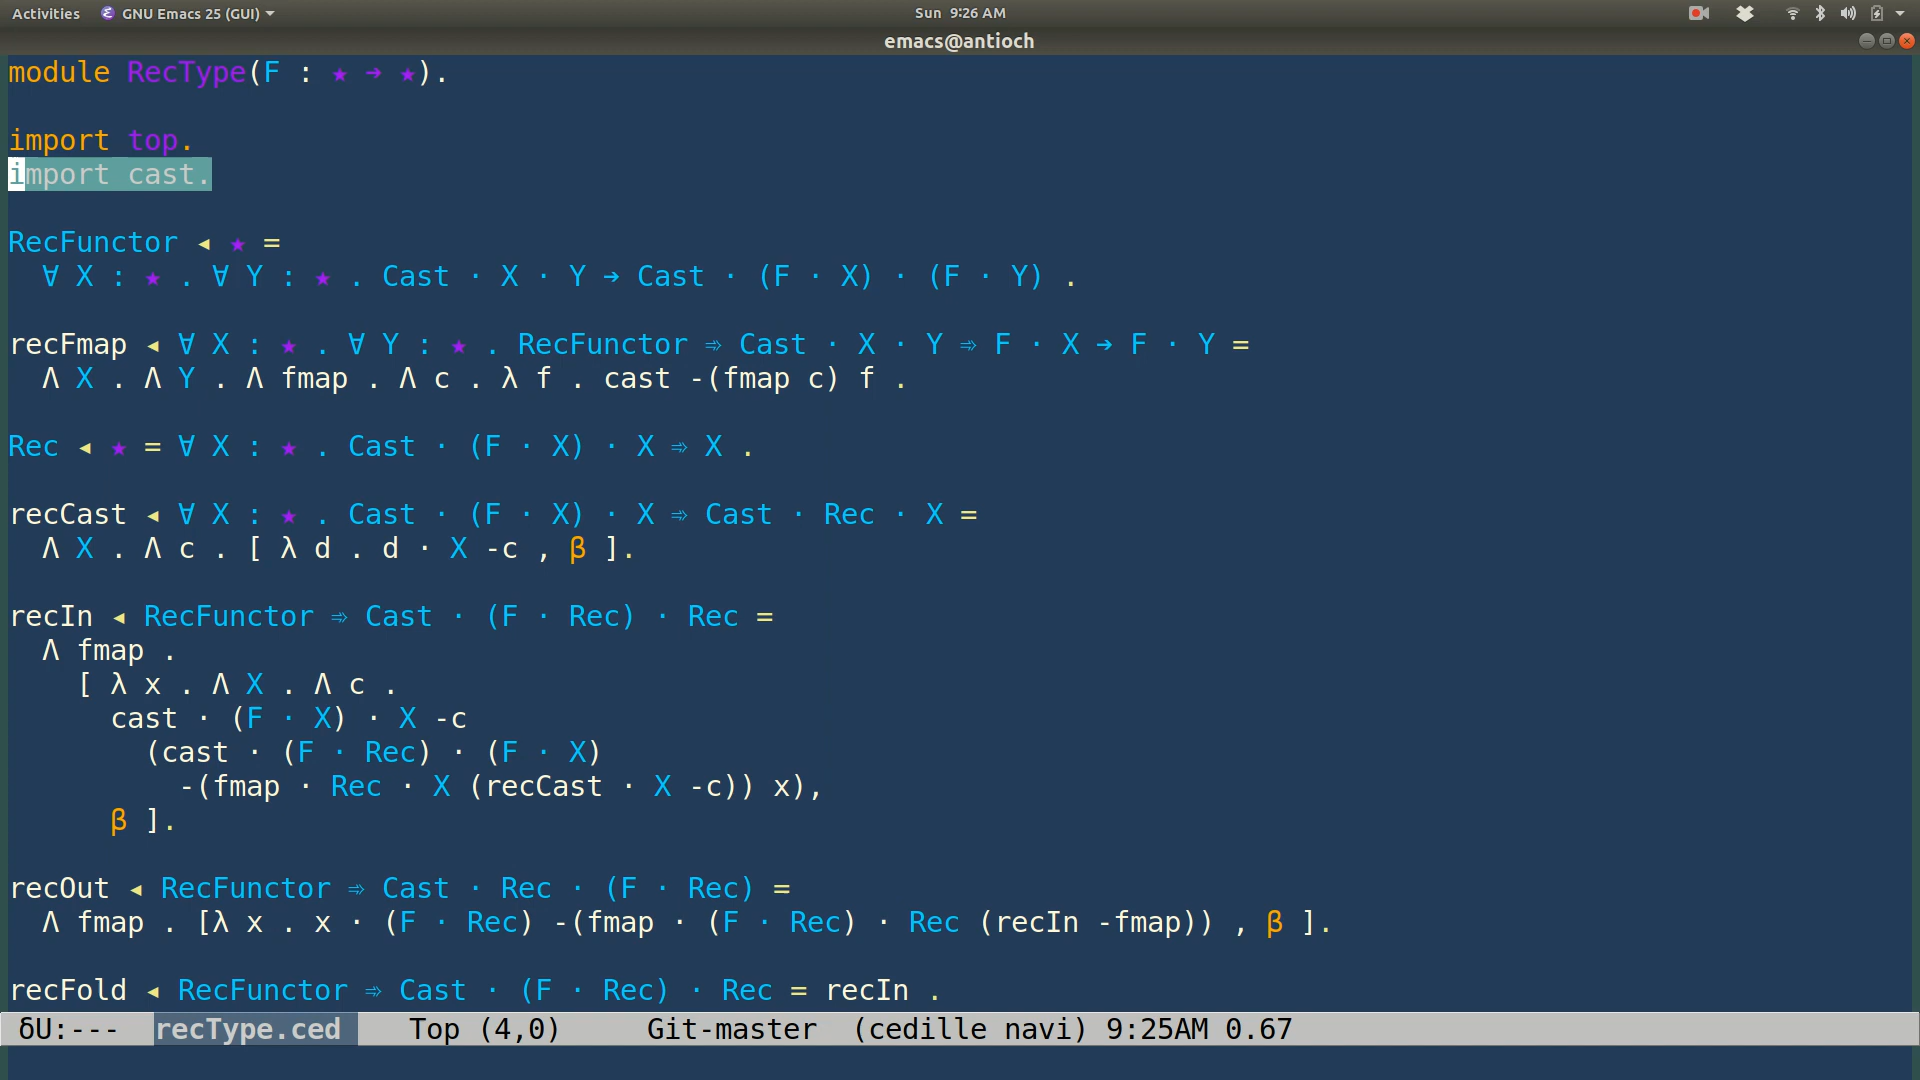 Activities GNU Emacs 25 (GUI) Sun 9:26 AM
emacs@antioch
module RecType(F : ★ ➔ ★).
import top.
import cast.
RecFunctor ◂ ★ =
∀ X : ★ . ∀ Y : ★ . Cast · X · Y ➔ Cast · (F · X) · (F · Y) .
recFmap ◂ ∀ X : ★ . ∀ Y : ★ . RecFunctor ➾ Cast · X · Y ➾ F · X ➔ F · Y =
Λ X . Λ Y . Λ fmap . Λ c . λ f . cast -(fmap c) f .
Rec ◂ ★ = ∀ X : ★ . Cast · (F · X) · X ➾ X .
recCast ◂ ∀ X : ★ . Cast · (F · X) · X ➾ Cast · Rec · X =
Λ X . Λ c . [ λ d . d · X -c , β ].
recIn ◂ RecFunctor ➾ Cast · (F · Rec) · Rec =
Λ fmap .
[ λ x . Λ X . Λ c .
cast · (F · X) · X -c
(cast · (F · Rec) · (F · X)
-(fmap · Rec · X (recCast · X -c)) x),
β ].
recOut ◂ RecFunctor ➾ Cast · Rec · (F · Rec) =
Λ fmap . [λ x . x · (F · Rec) -(fmap · (F · Rec) · Rec (recIn -fmap)) , β ].
recFold ◂ RecFunctor ➾ Cast · (F · Rec) · Rec = recIn .
δU:--- recType.ced Top (4,0) Git-master (cedille navi) 9:25AM 0.67